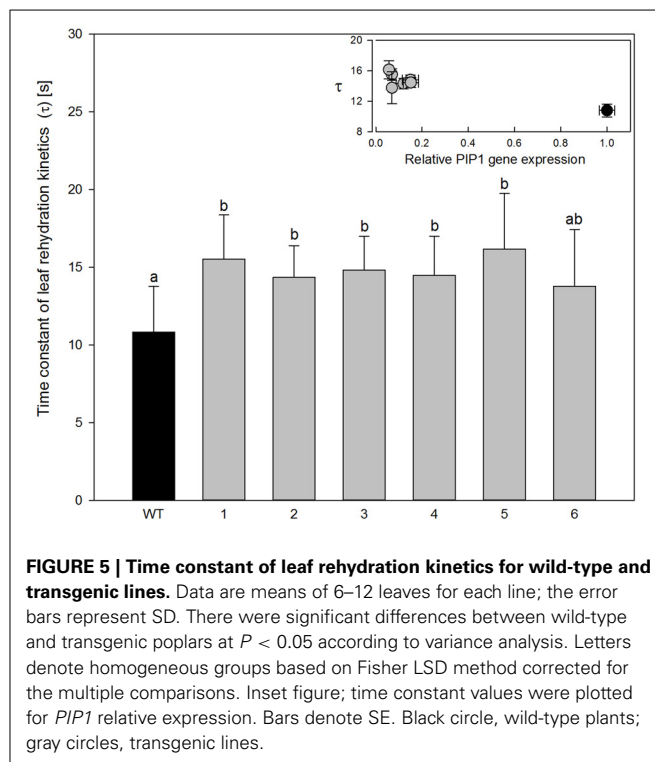 30
25
20
15
10
5
0
Time constant of leaf rehydration kinetics (τ) [s]
a
b
b
b
b
b
ab
WT
1
2
3
4
5
6
20
16
12
8
τ
0.0 0.2 0.4 0.6 0.8 1.0
Relative PIP1 gene expression
FIGURE 5 | Time constant of leaf rehydration kinetics for wild-type and
transgenic lines. Data are means of 6–12 leaves for each line; the error
bars represent SD. There were significant differences between wild-type
and transgenic poplars at P < 0.05 according to variance analysis. Letters
denote homogeneous groups based on Fisher LSD method corrected for
the multiple comparisons. Inset figure; time constant values were plotted
for PIP1 relative expression. Bars denote SE. Black circle, wild-type plants;
gray circles, transgenic lines.